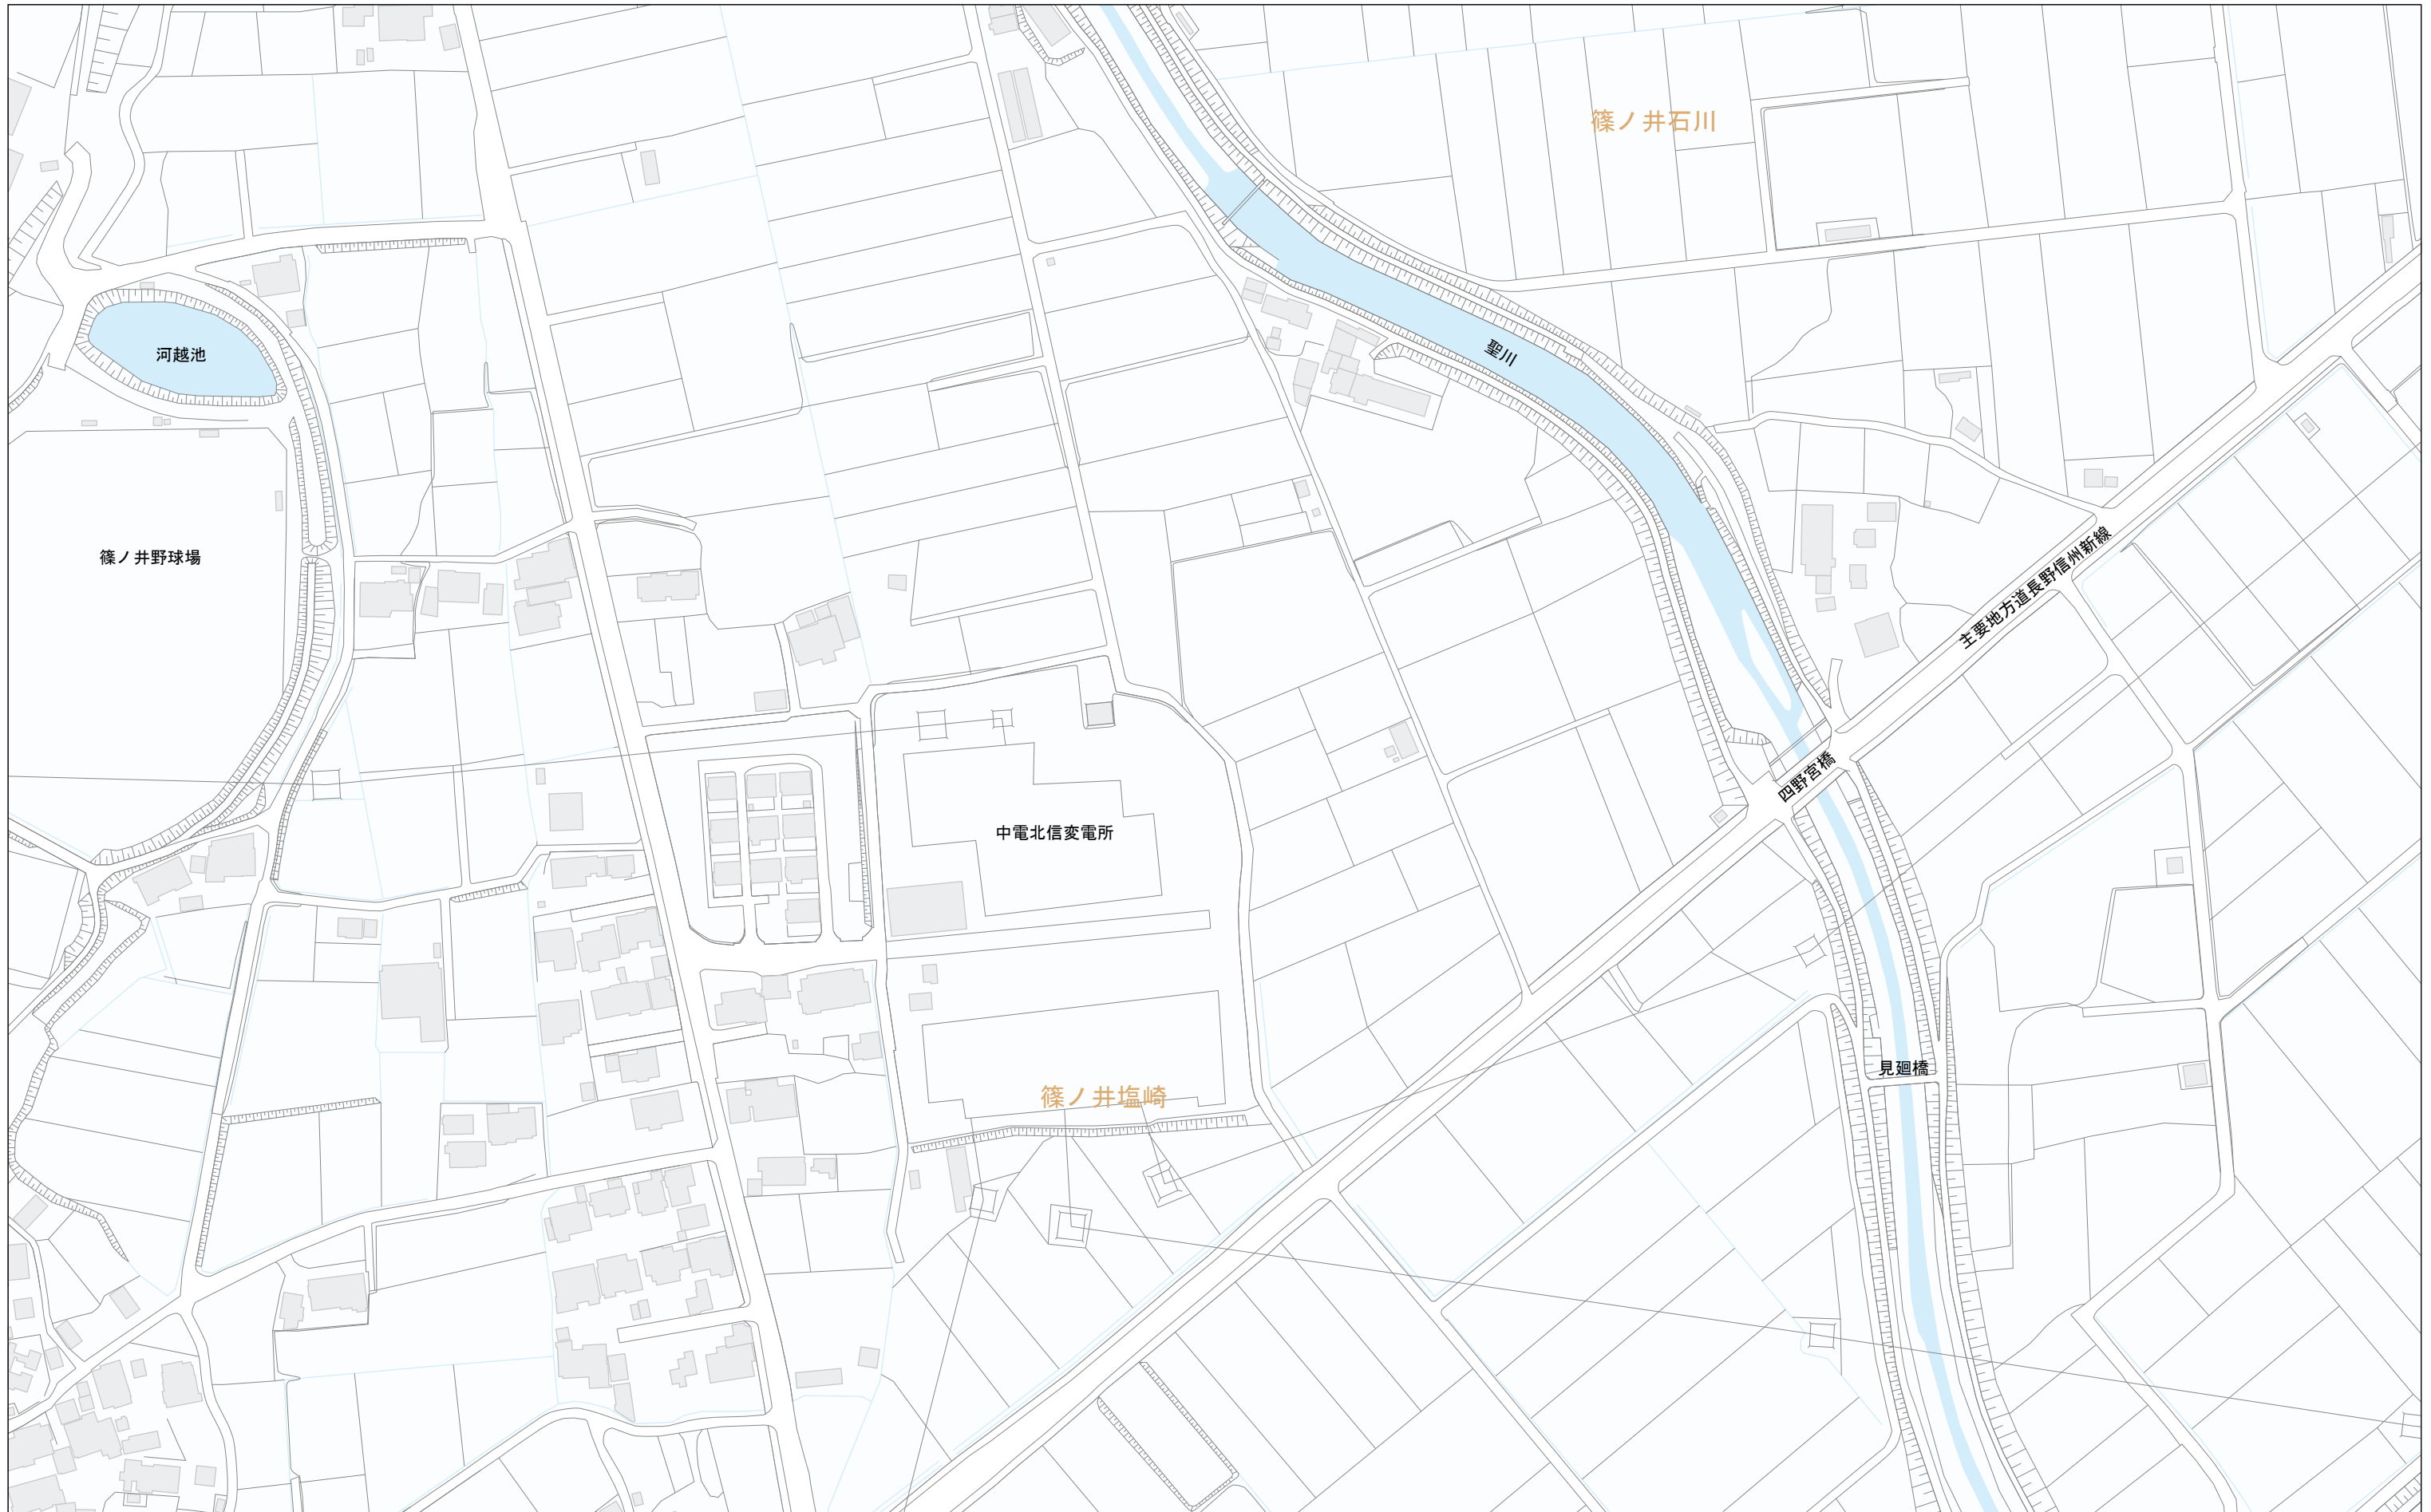 篠ノ井石川
河越池
聖川
篠ノ井野球場
主要地方道長野信州新線
四野宮橋
中電北信変電所
見廻橋
篠ノ井塩崎